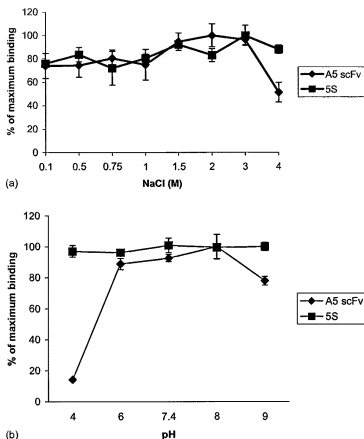 120
100
80
60
40
20
0
% of maximum binding
0.1 0.5 0.75 1 1.5 2 3 4
NaCl (M)
A5 scFv
5S
(a)
120
100
80
60
40
20
0
% of maximum binding
4 6 7.4 8 9
pH
A5 scFv
5S
(b)